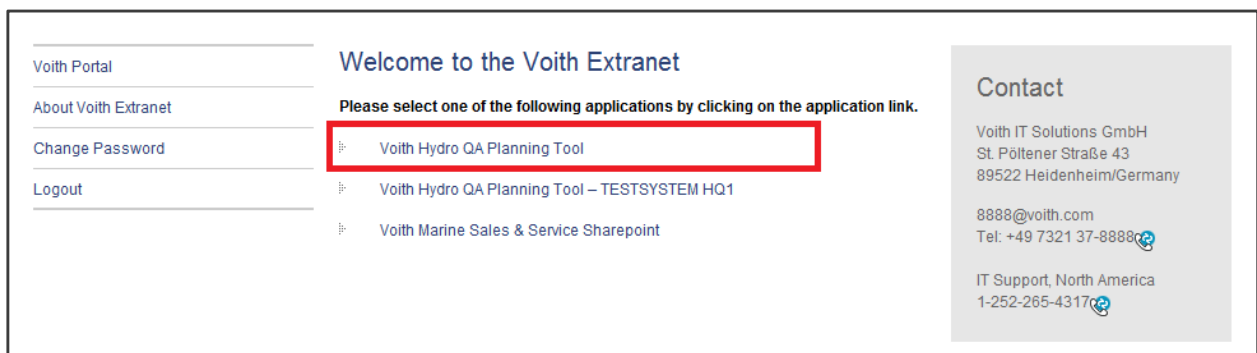 Voith Portal
About Voith Extranet
Change Password
Logout
Welcome to the Voith Extranet
Please select one of the following applications by clicking on the application link.
Voith Hydro QA Planning Tool
Voith Hydro QA Planning Tool – TESTSYSTEM HQ1
Voith Marine Sales & Service Sharepoint
Contact
Voith IT Solutions GmbH
St. Pöltener Straße 43
89522 Heidenheim/Germany
8888@voith.com
Tel: +49 7321 37-8888
IT Support, North America
1-252-265-4317